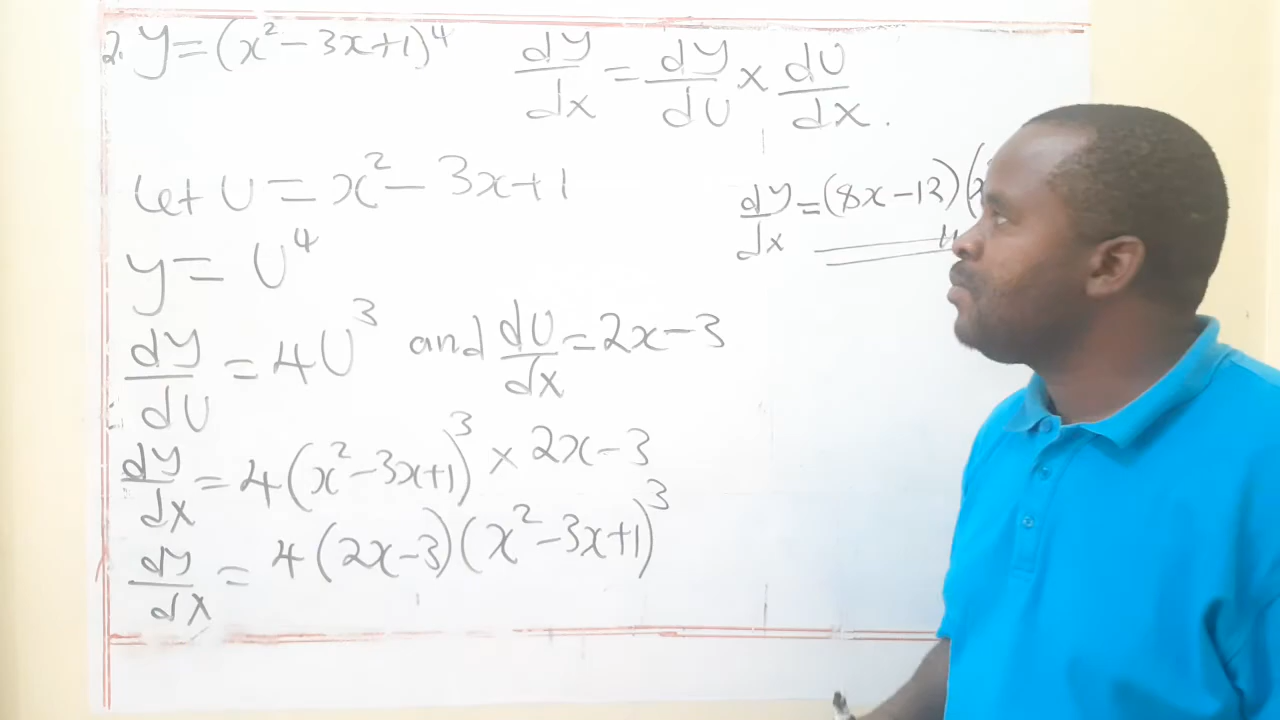 2. y = (x² - 3x + 1)⁴
dy/dx = dy/dU × dU/dx.
Let U = x² - 3x + 1
y = U⁴
dy/dU = 4U³ and dU/dx = 2x - 3
dy/dx = 4(x² - 3x + 1)³ × 2x - 3
dy/dx = 4(2x - 3)(x² - 3x + 1)³
dy/dx = (8x - 12)(x